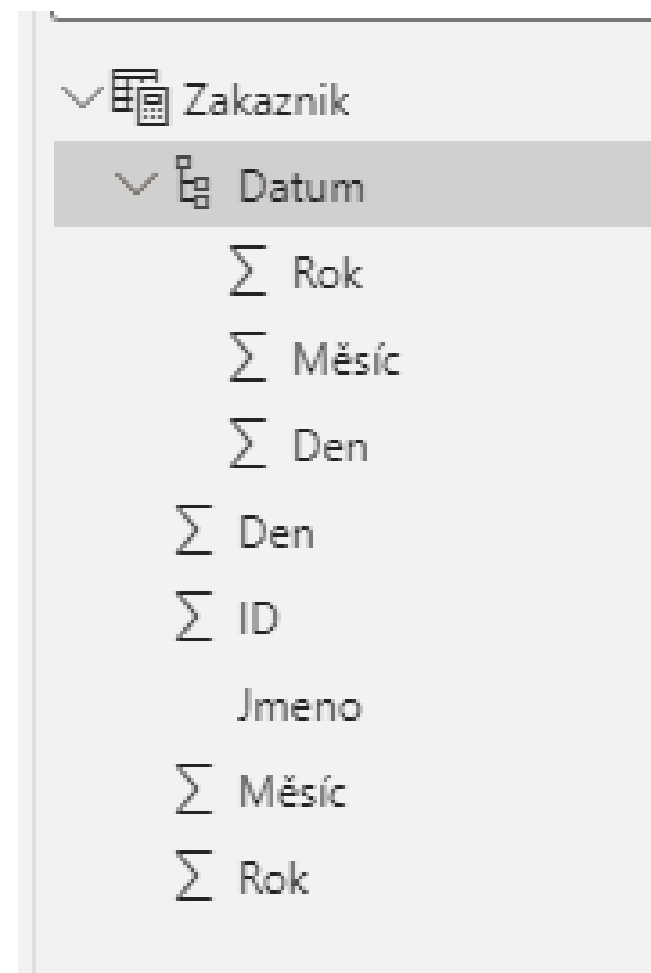 Zakaznik
Datum
Rok
Měsíc
Den
Den
ID
Jmeno
Měsíc
Rok